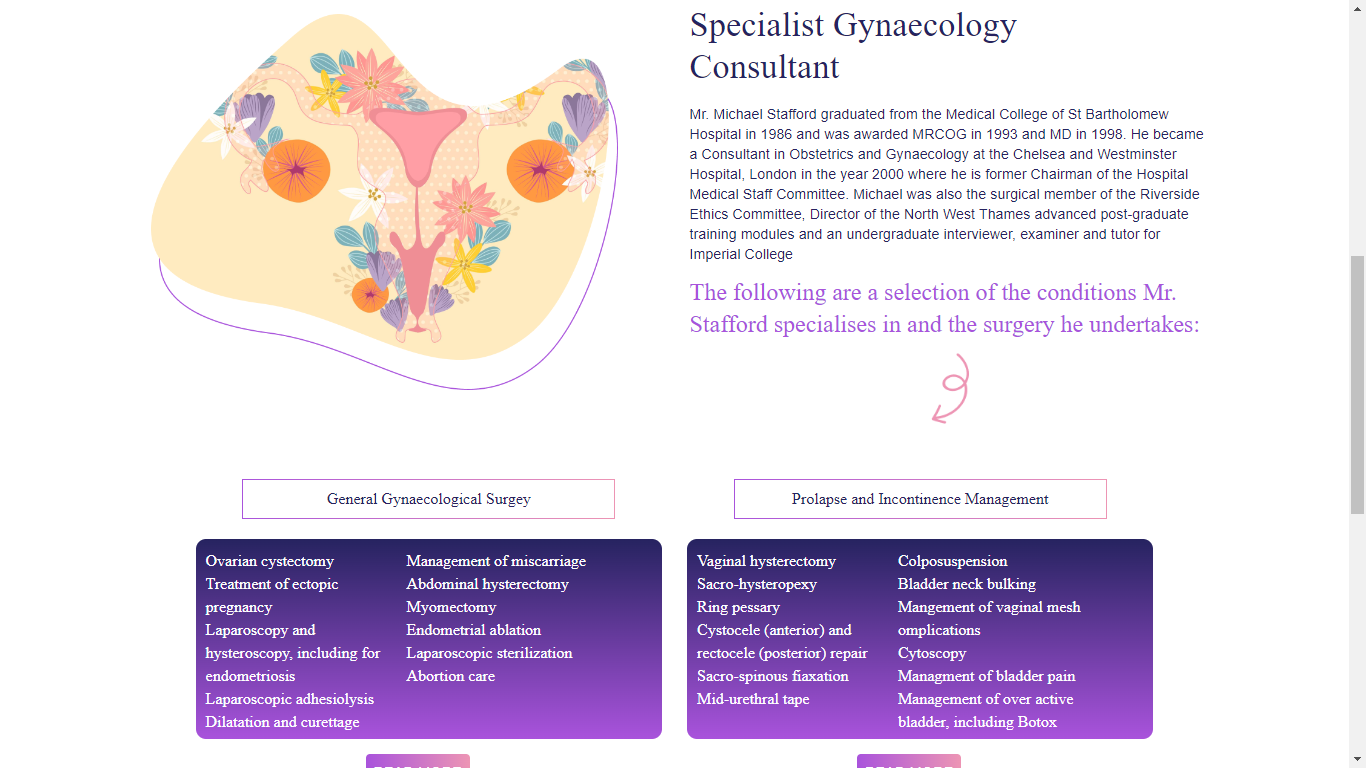 Specialist Gynaecology
Consultant
Mr. Michael Stafford graduated from the Medical College of St Bartholomew
Hospital in 1986 and was awarded MRCOG in 1993 and MD in 1998. He became
a Consultant in Obstetrics and Gynaecology at the Chelsea and Westminster
Hospital, London in the year 2000 where he is former Chairman of the Hospital
Medical Staff Committee. Michael was also the surgical member of the Riverside
Ethics Committee, Director of the North West Thames advanced post-graduate
training modules and an undergraduate interviewer, examiner and tutor for
Imperial College
The following are a selection of the conditions Mr.
Stafford specialises in and the surgery he undertakes:
General Gynaecological Surgey
Ovarian cystectomy
Treatment of ectopic
pregnancy
Laparoscopy and
hysteroscopy, including for
endometriosis
Laparoscopic adhesiolysis
Dilatation and curettage
Management of miscarriage
Abdominal hysterectomy
Myomectomy
Endometrial ablation
Laparoscopic sterilization
Abortion care
Prolapse and Incontinence Management
Vaginal hysterectomy
Sacro-hysteropexy
Ring pessary
Cystocele (anterior) and
rectocele (posterior) repair
Sacro-spinous fiaxation
Mid-urethral tape
Colposuspension
Bladder neck bulking
Mangement of vaginal mesh
omplications
Cytoscopy
Managment of bladder pain
Management of over active
bladder, including Botox